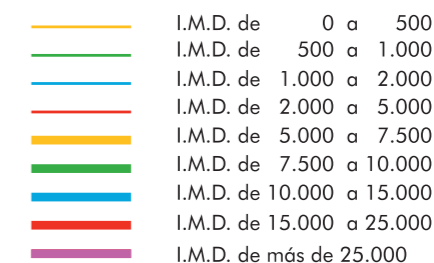 I.M.D. de 0 a 500
I.M.D. de 500 a 1.000
I.M.D. de 1.000 a 2.000
I.M.D. de 2.000 a 5.000
I.M.D. de 5.000 a 7.500
I.M.D. de 7.500 a 10.000
I.M.D. de 10.000 a 15.000
I.M.D. de 15.000 a 25.000
I.M.D. de más de 25.000